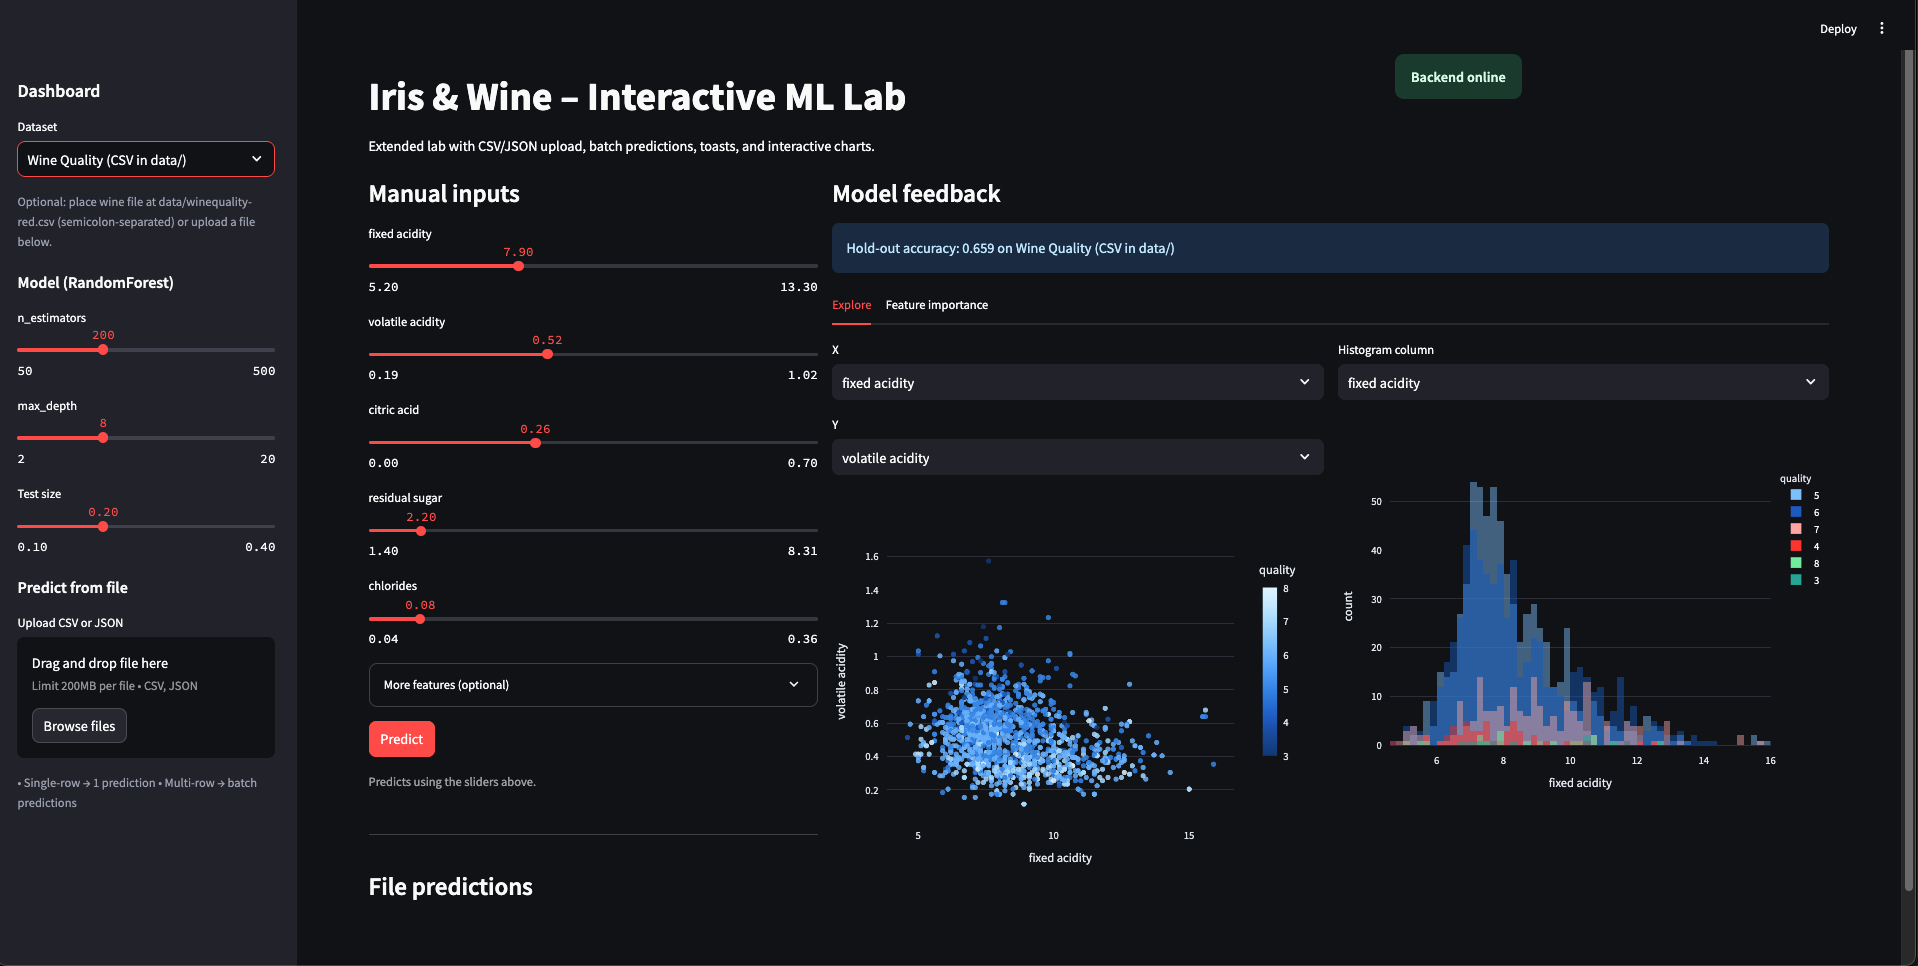 Deploy
Backend online
Dashboard
Dataset
Wine Quality (CSV in data/)
Optional: place wine file at data/winequality-
red.csv (semicolon-separated) or upload a file
below.
Model (RandomForest)
n_estimators
200
50 500
max_depth
8
2 20
Test size
0.20
0.10 0.40
Predict from file
Upload CSV or JSON
Drag and drop file here
Limit 200MB per file • CSV, JSON
Browse files
• Single-row → 1 prediction • Multi-row → batch
predictions
Iris & Wine – Interactive ML Lab
Extended lab with CSV/JSON upload, batch predictions, toasts, and interactive charts.
Manual inputs
fixed acidity
7.90
5.20 13.30
volatile acidity
0.52
0.19 1.02
citric acid
0.26
0.00 0.70
residual sugar
2.20
1.40 8.31
chlorides
0.08
0.04 0.36
More features (optional)
Predict
Predicts using the sliders above.
File predictions
Model feedback
Hold-out accuracy: 0.659 on Wine Quality (CSV in data/)
Explore Feature importance
X
fixed acidity
Y
volatile acidity
1.6
1.4
1.2
1
0.8
0.6
0.4
0.2
volatile acidity
5 10 15
fixed acidity
quality
8
7
6
5
4
3
Histogram column
fixed acidity
50
40
30
20
10
0
count
6 8 10 12 14 16
fixed acidity
quality
5
6
7
4
8
3